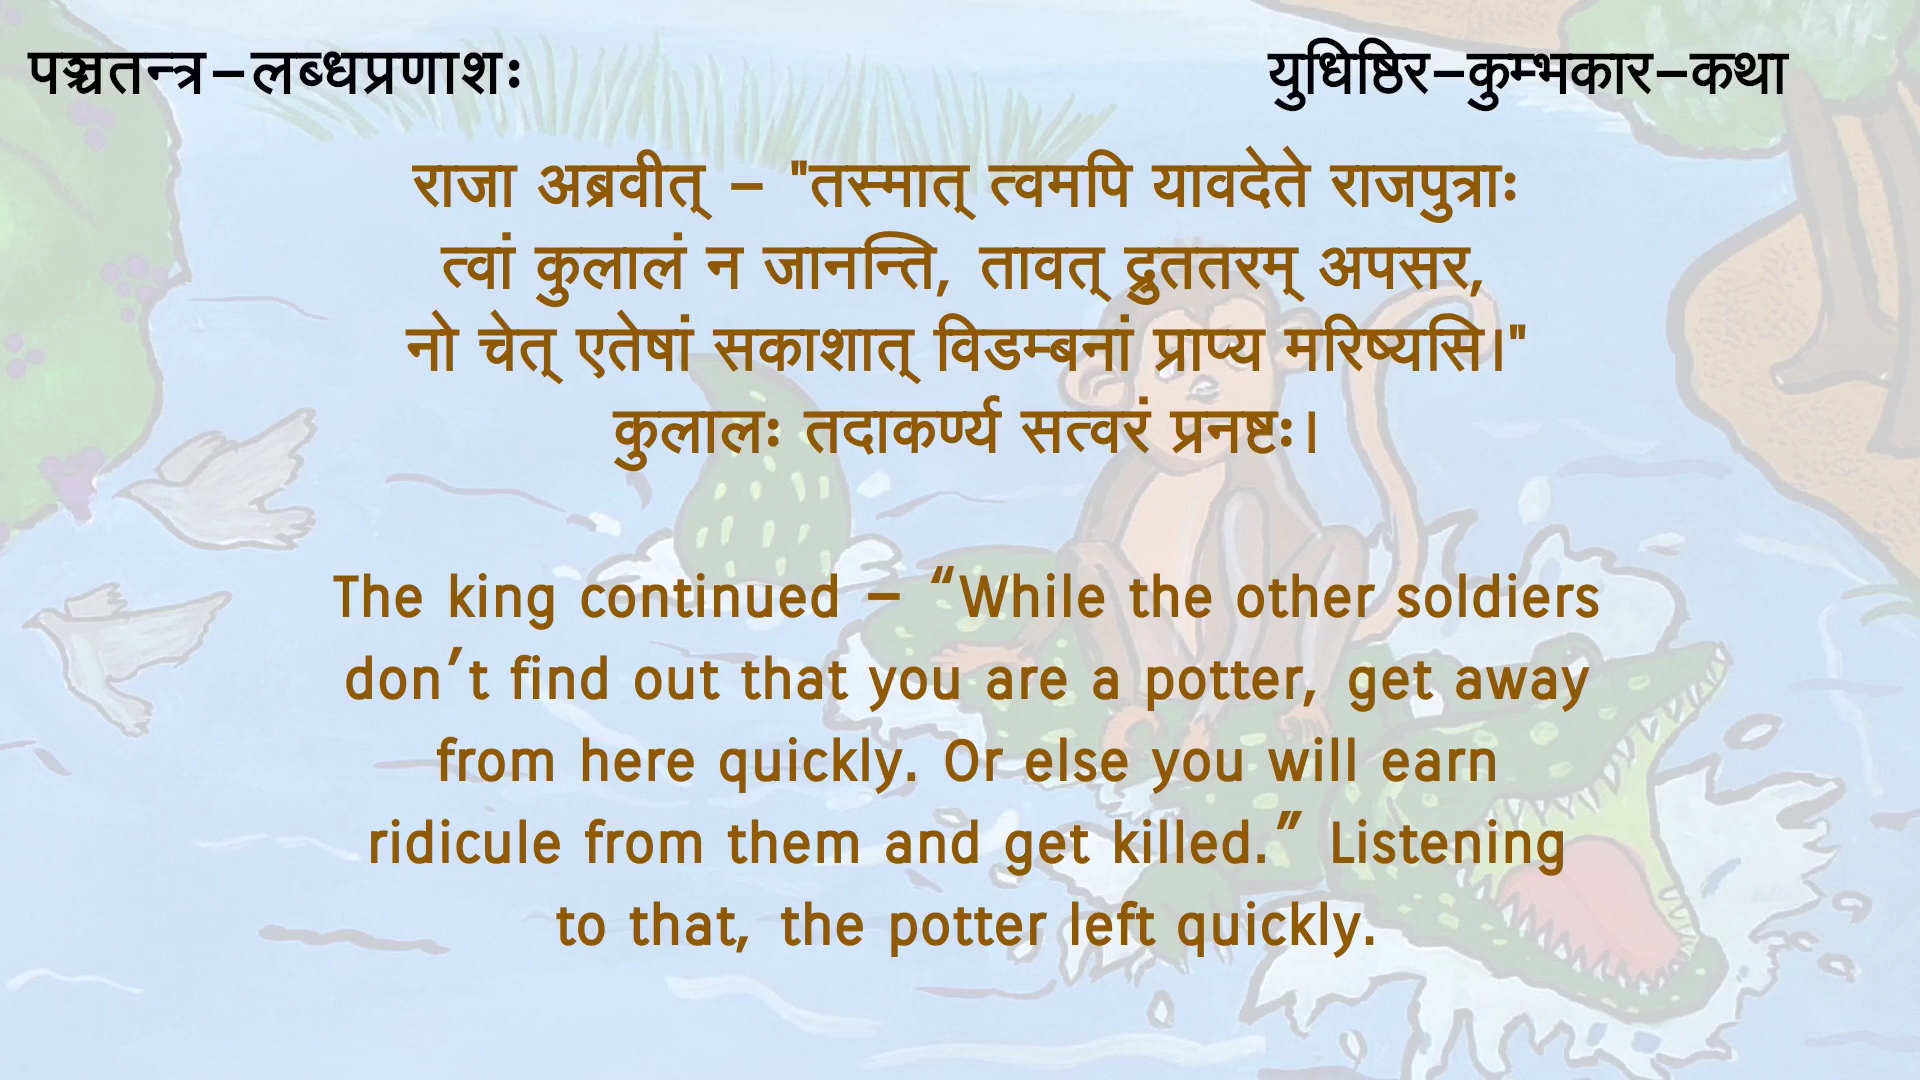 पञ्चतन्त्र–लब्धप्रणाशः
युधिष्ठिर–कुम्भकार–कथा
राजा अब्रवीत् – "तस्मात् त्वमपि यावदेते राजपुत्राः
त्वां कुलालं न जानन्ति, तावत् द्रुततरम् अपसर,
नो चेत् एतेषां सकाशात् विडम्बनां प्राप्य मरिष्यसि।"
कुलालः तदाकर्ण्य सत्वरं प्रनष्टः।
The king continued – “While the other soldiers
don’t find out that you are a potter, get away
from here quickly. Or else you will earn
ridicule from them and get killed.” Listening
to that, the potter left quickly.